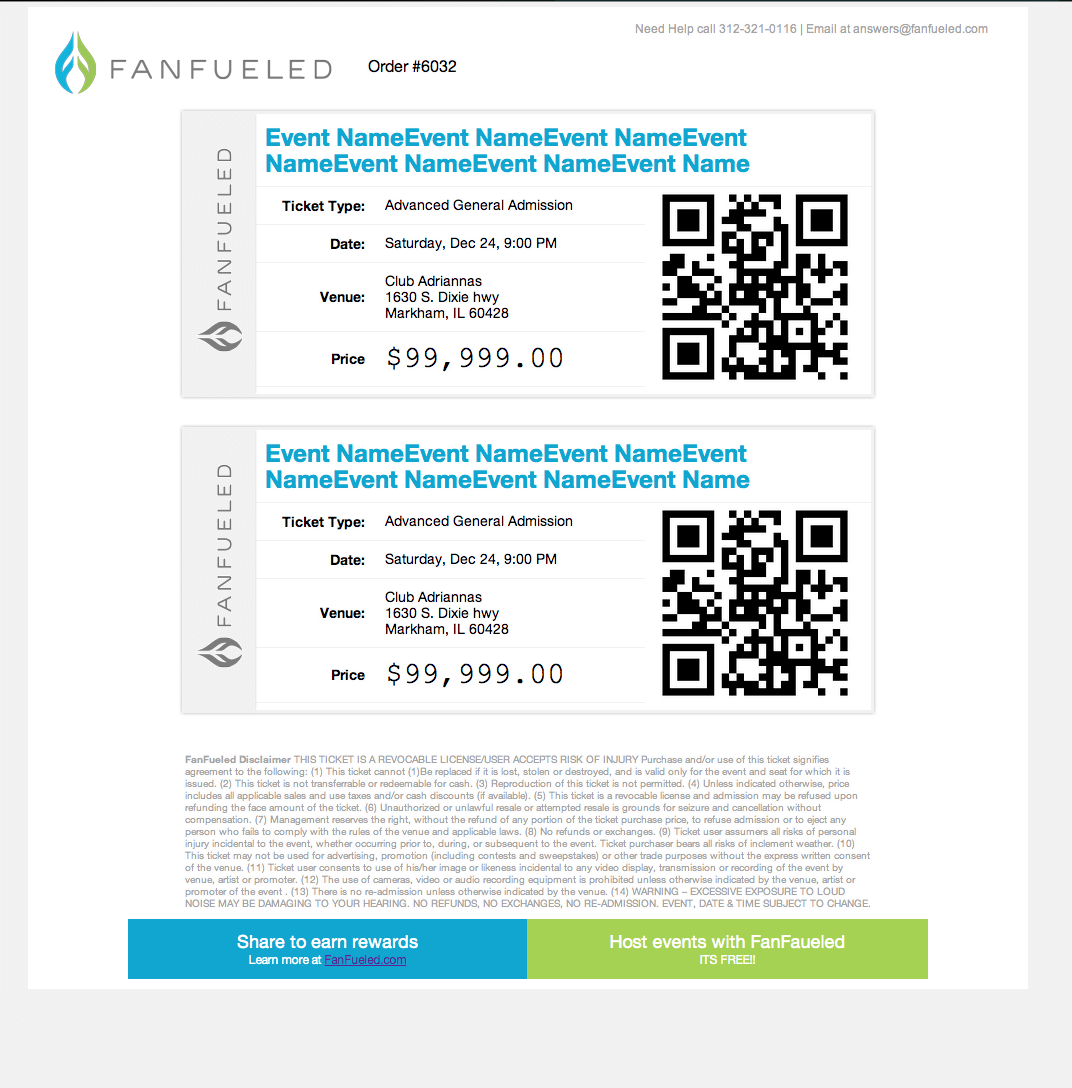 Need Help call 312-321-0116 | Email at answers@fanfueled.com
FANFUELED
Order #6032
FANFUELED
Event NameEvent NameEvent NameEvent
NameEvent NameEvent NameEvent Name
Ticket Type: Advanced General Admission
Date: Saturday, Dec 24, 9:00 PM
Venue: Club Adriannas
1630 S. Dixie hwy
Markham, IL 60428
Price $99,999.00
FANFUELED
Event NameEvent NameEvent NameEvent
NameEvent NameEvent NameEvent Name
Ticket Type: Advanced General Admission
Date: Saturday, Dec 24, 9:00 PM
Venue: Club Adriannas
1630 S. Dixie hwy
Markham, IL 60428
Price $99,999.00
FanFueled Disclaimer THIS TICKET IS A REVOCABLE LICENSE/USER ACCEPTS RISK OF INJURY Purchase and/or use of this ticket signifies
agreement to the following: (1) This ticket cannot (1)Be replaced if it is lost, stolen or destroyed, and is valid only for the event and seat for which it is
issued. (2) This ticket is not transferrable or redeemable for cash. (3) Reproduction of this ticket is not permitted. (4) Unless indicated otherwise, price
includes all applicable sales and use taxes and/or cash discounts (if available). (5) This ticket is a revocable license and admission may be refused upon
refunding the face amount of the ticket. (6) Unauthorized or unlawful resale or attempted resale is grounds for seizure and cancellation without
compensation. (7) Management reserves the right, without the refund of any portion of the ticket purchase price, to refuse admission or to eject any
person who fails to comply with the rules of the venue and applicable laws. (8) No refunds or exchanges. (9) Ticket user assumers all risks of personal
injury incidental to the event, whether occurring prior to, during, or subsequent to the event. Ticket purchaser bears all risks of inclement weather. (10)
This ticket may not be used for advertising, promotion (including contests and sweepstakes) or other trade purposes without the express written consent
of the venue. (11) Ticket user consents to use of his/her image or likeness incidental to any video display, transmission or recording of the event by
venue, artist or promoter. (12) The use of cameras, video or audio recording equipment is prohibited unless otherwise indicated by the venue, artist or
promoter of the event . (13) There is no re-admission unless otherwise indicated by the venue. (14) WARNING – EXCESSIVE EXPOSURE TO LOUD
NOISE MAY BE DAMAGING TO YOUR HEARING. NO REFUNDS, NO EXCHANGES, NO RE-ADMISSION. EVENT, DATE & TIME SUBJECT TO CHANGE.
Share to earn rewards
Learn more at FanFueled.com
Host events with FanFaueled
ITS FREE!!